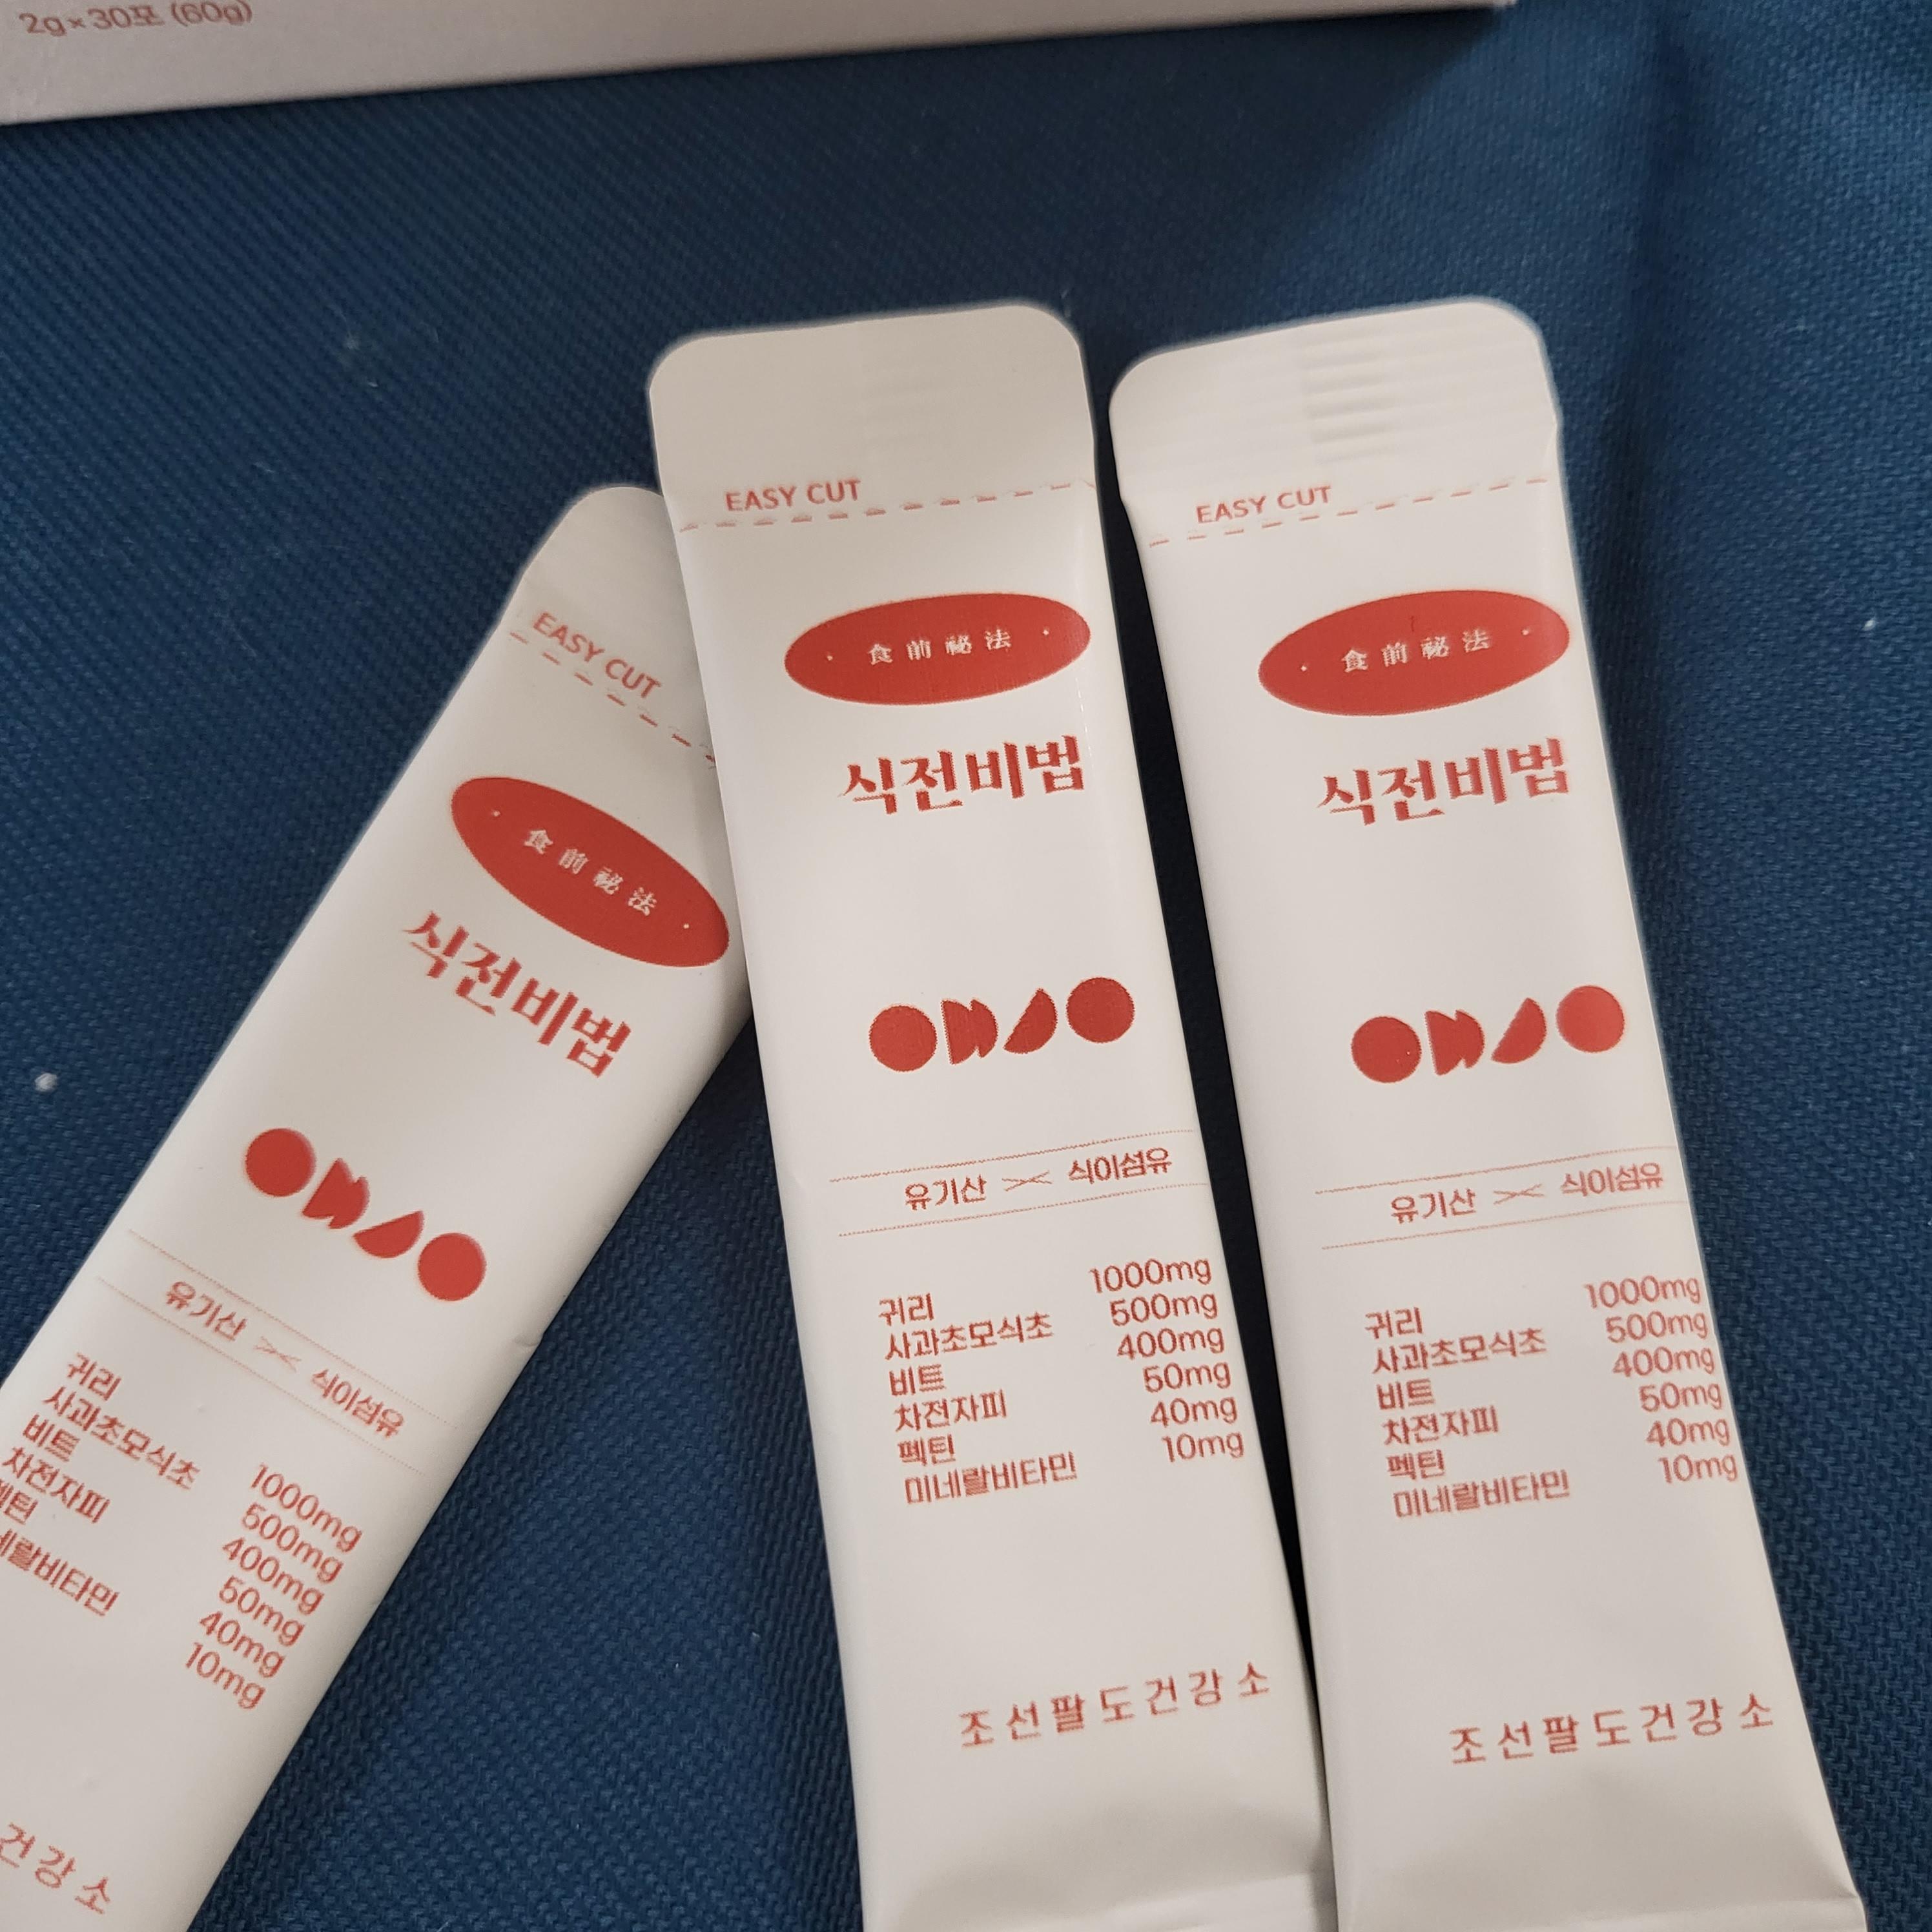 2g×30포 (60g)
EASY CUT
食前祕法
식전비법
유기산 식이섬유
귀리 1000mg
사과초모식초 500mg
비트 400mg
차전자피 50mg
펙틴 40mg
미네랄비타민 10mg
건강소
EASY CUT
食前祕法
식전비법
유기산 식이섬유
귀리 1000mg
사과초모식초 500mg
비트 400mg
차전자피 50mg
펙틴 40mg
미네랄비타민 10mg
조선팔도건강소
EASY CUT
食前祕法
식전비법
유기산 식이섬유
귀리 1000mg
사과초모식초 500mg
비트 400mg
차전자피 50mg
펙틴 40mg
미네랄비타민 10mg
조선팔도건강소